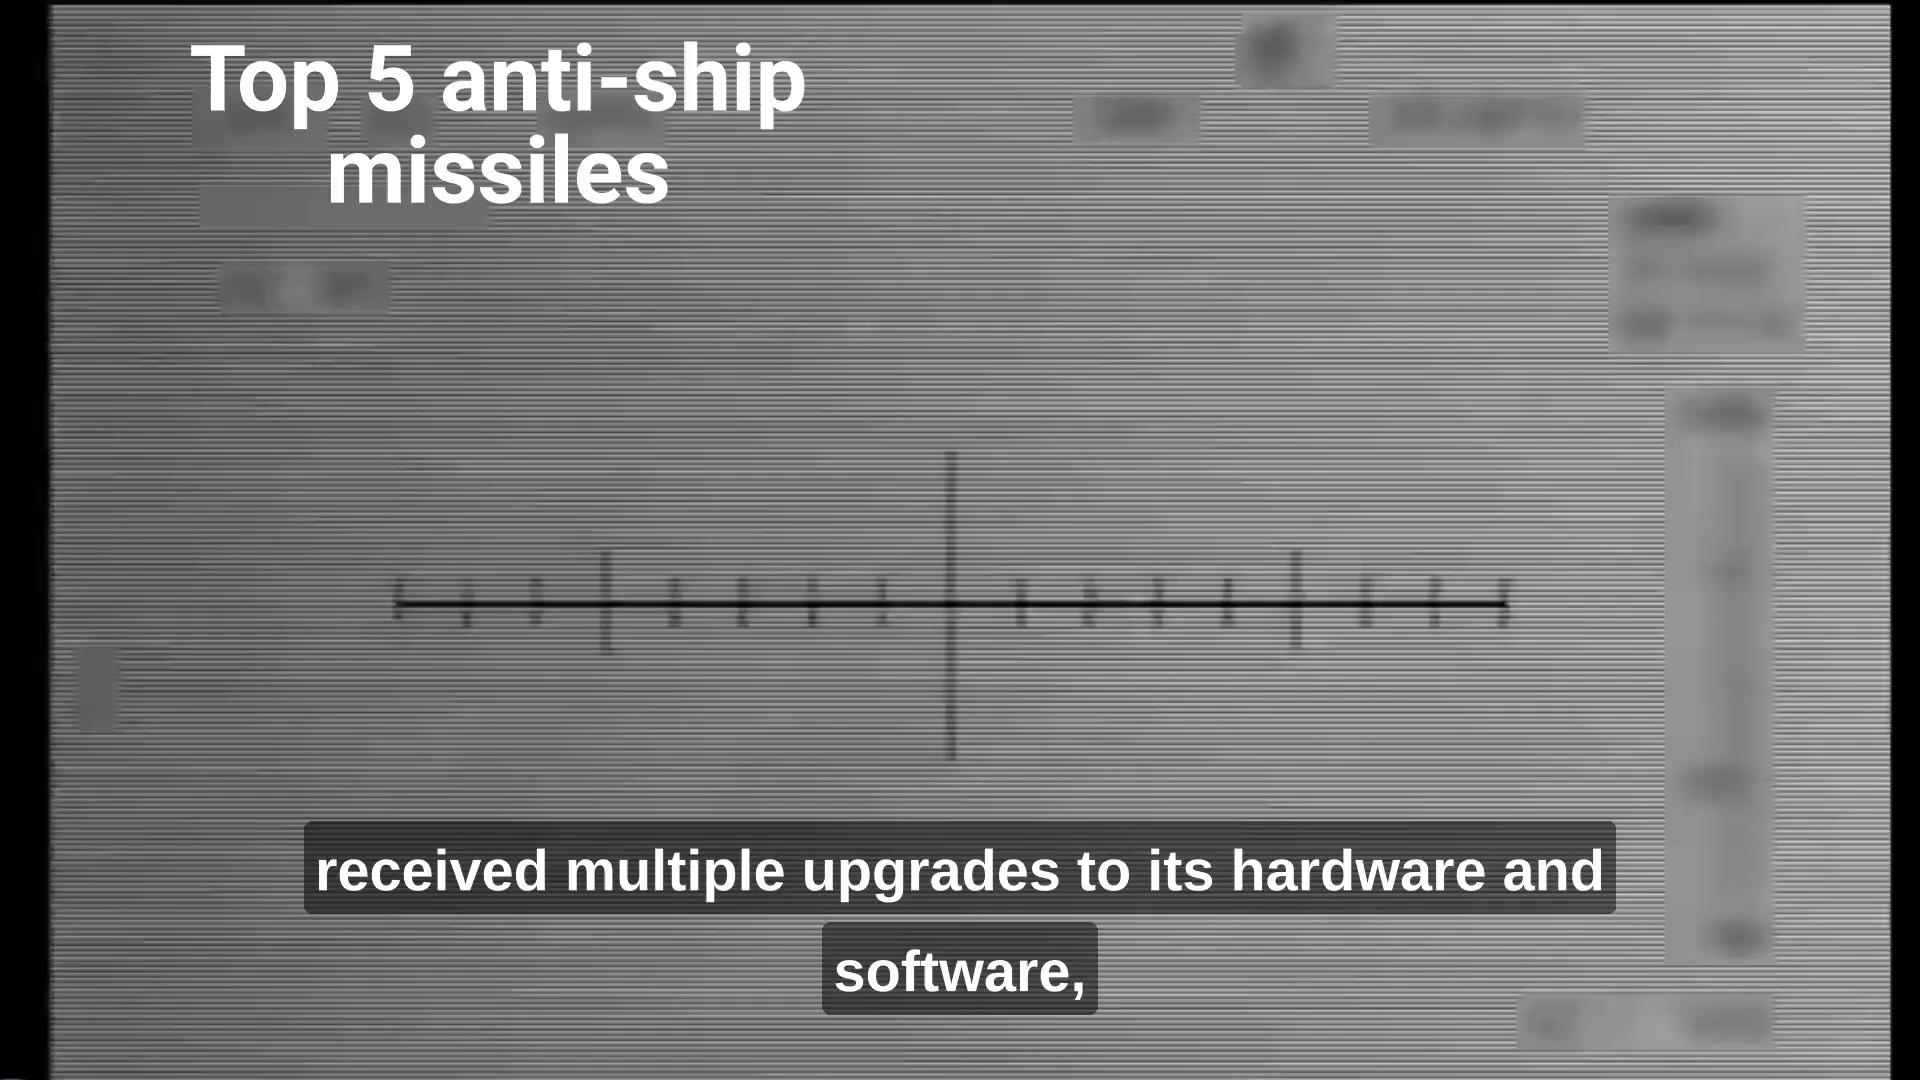 Top 5 anti-ship
missiles
received multiple upgrades to its hardware and
software,